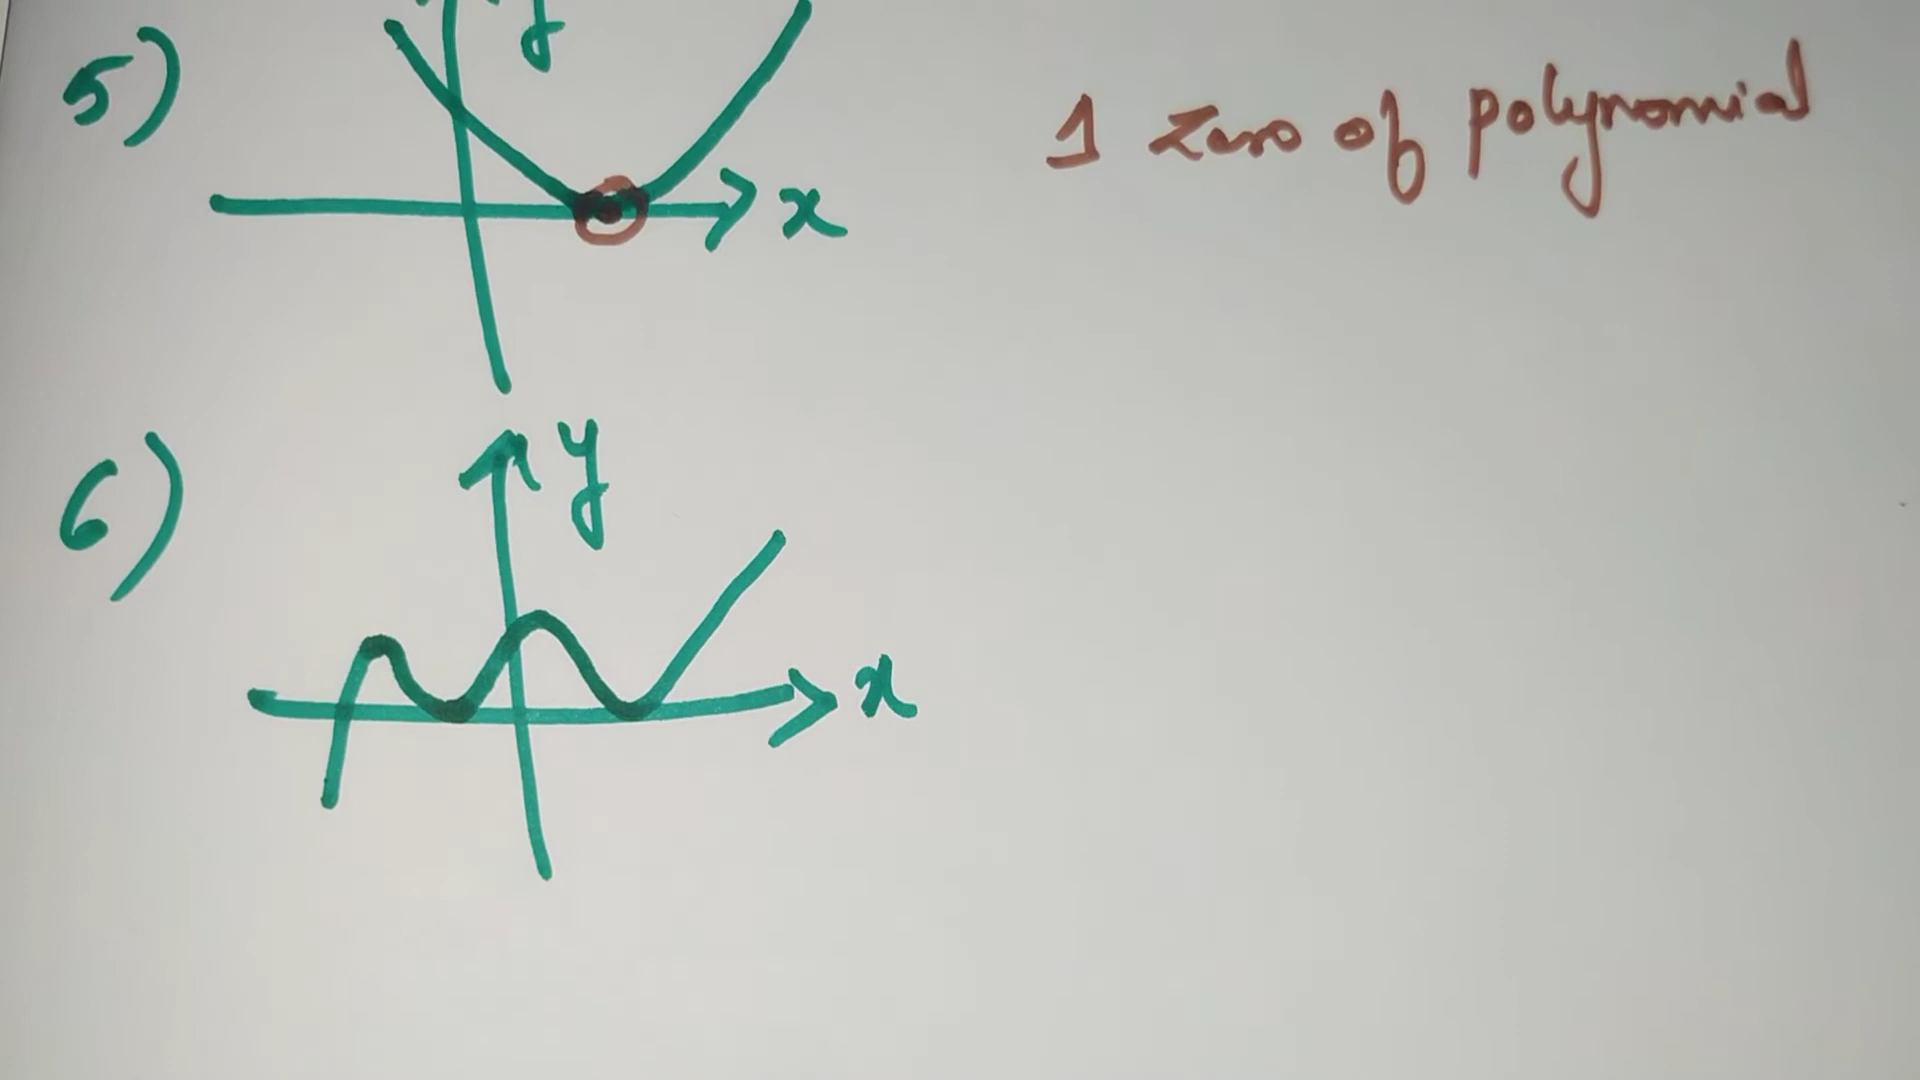 y
5)
1 zero of polynomial
x
y
6)
x